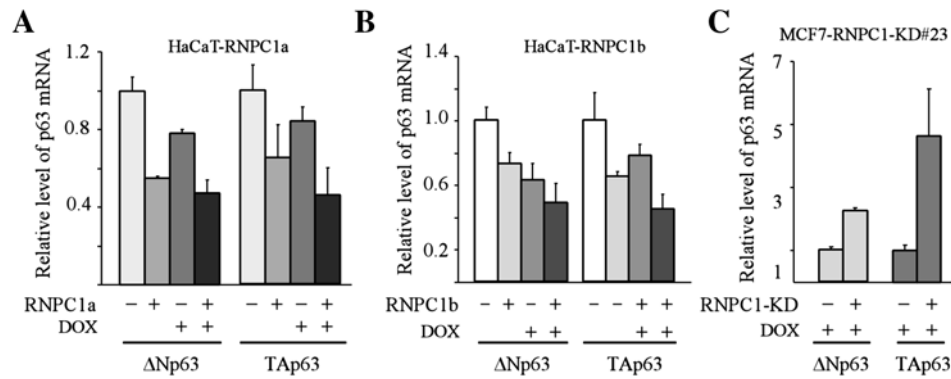 A
HaCaT-RNPC1a
Relative level of p63 mRNA
1.2
0.8
0.4
RNPC1a − + + − + +
DOX + + + +
ΔNp63 TAp63
B
HaCaT-RNPC1b
Relative level of p63 mRNA
1.4
1.0
0.6
0.2
RNPC1b − + + − − + +
DOX + + + +
ΔNp63 TAp63
C
MCF7-RNPC1-KD#23
Relative level of p63 mRNA
7
5
3
1
RNPC1-KD − + − +
DOX + + + +
ΔNp63 TAp63